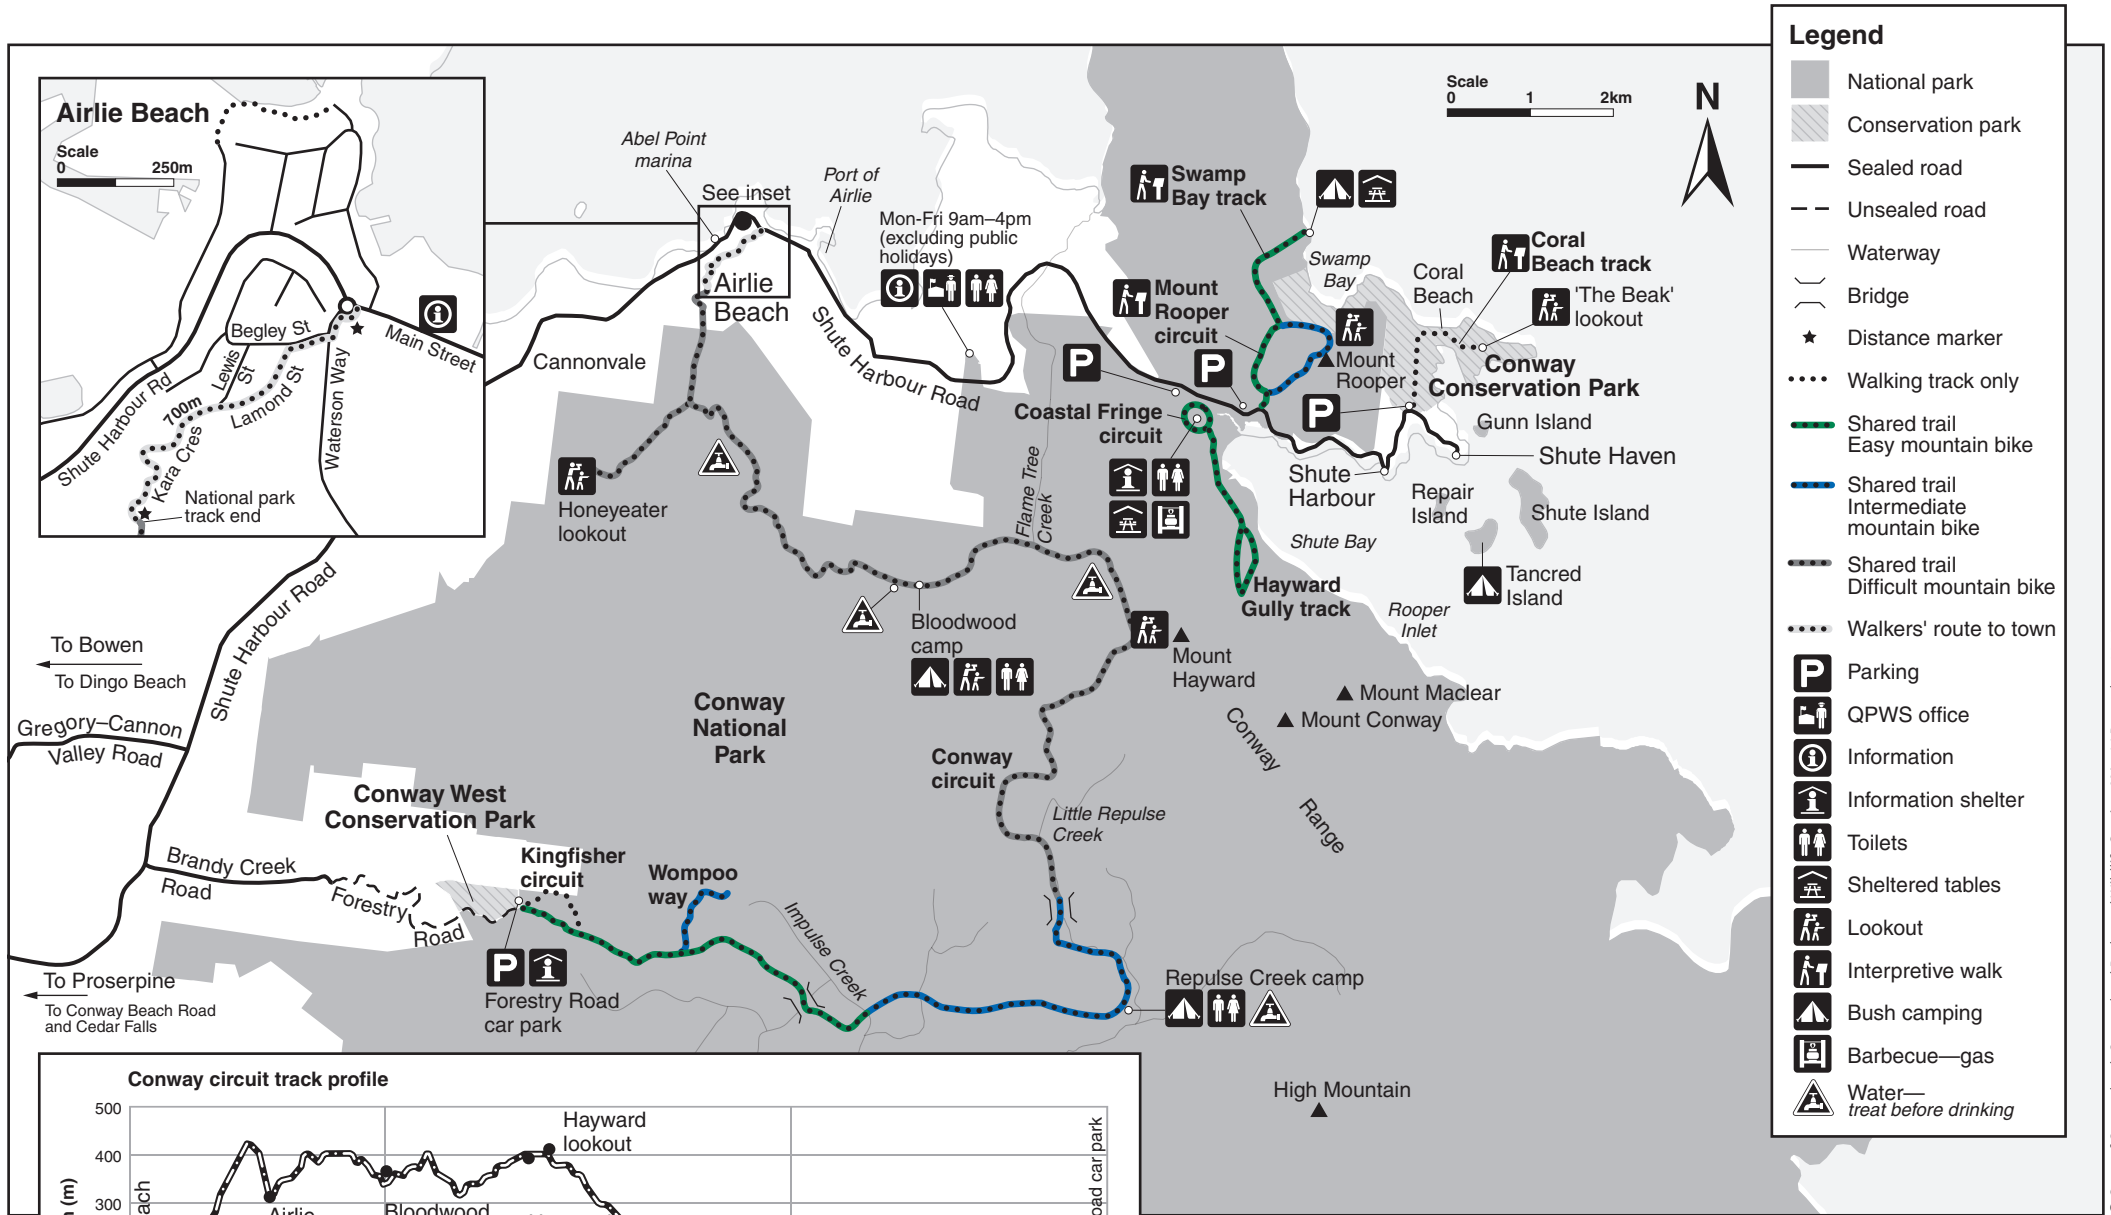 Airlie Beach
Scale
0 250m
Begley St
Main Street
Lewis
St
Lamond St
Waterson Way
Shute Harbour Rd
700m
Kara Cres
National park
track end
Abel Point
marina
See inset
Port of
Airlie
Airlie
Beach
Mon-Fri 9am–4pm
(excluding public
holidays)
Cannonvale
Shute Harbour Road
Swamp
Bay track
Swamp
Bay
Mount
Rooper
circuit
Mount
Rooper
Coral
Beach
Coral
Beach track
'The Beak'
lookout
Conway
Conservation Park
Scale
0 1 2km
N
P
P
P
Coastal Fringe
circuit
Gunn Island
Shute Haven
Shute
Harbour
Repair
Island
Shute Island
Shute Bay
Tancred
Island
Hayward
Gully track
Rooper
Inlet
Honeyeater
lookout
Flame Tree
Creek
Bloodwood
camp
Mount
Hayward
Mount Maclear
Mount Conway
Conway
Range
Conway
National
Park
Conway
circuit
Little Repulse
Creek
Shute Harbour Road
To Bowen
To Dingo Beach
Gregory–Cannon
Valley Road
Conway West
Conservation Park
Brandy Creek
Road
Forestry
Road
Kingfisher
circuit
Wompoo
way
Impulse Creek
P
Forestry Road
car park
To Proserpine
To Conway Beach Road
and Cedar Falls
Repulse Creek camp
High Mountain
Conway circuit track profile
500
400
300
(m)
Hayward
lookout
Airlie
Bloodwood
car park
Legend
National park
Conservation park
Sealed road
Unsealed road
Waterway
Bridge
Distance marker
Walking track only
Shared trail
Easy mountain bike
Shared trail
Intermediate
mountain bike
Shared trail
Difficult mountain bike
Walkers' route to town
P Parking
QPWS office
Information
Information shelter
Toilets
Sheltered tables
Lookout
Interpretive walk
Bush camping
Barbecue—gas
Water—
treat before drinking